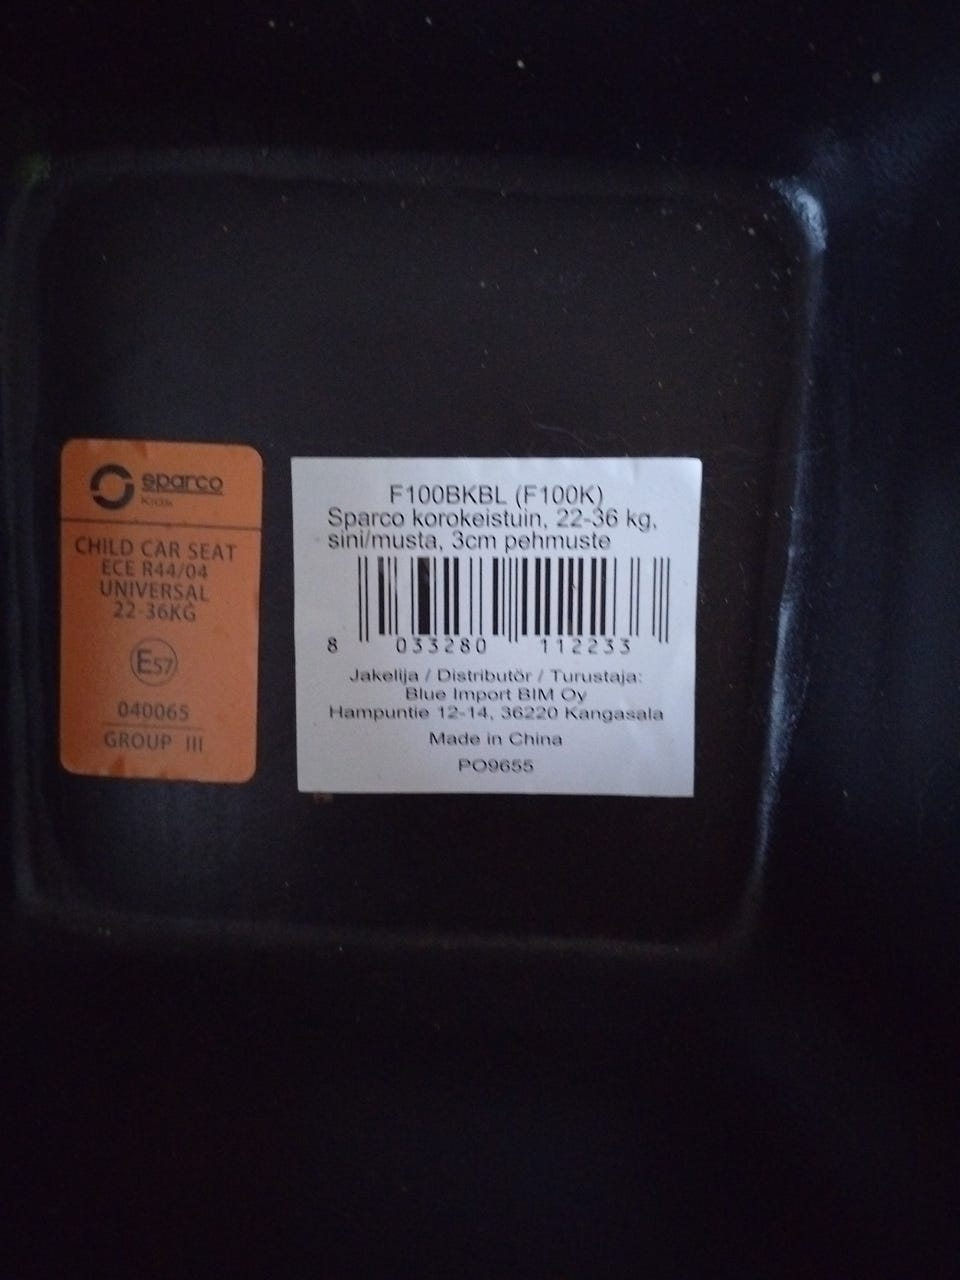 sparco
kids
CHILD CAR SEAT
ECE R44/04
UNIVERSAL
22-36KG
E57
040065
GROUP III
F100BKBL (F100K)
Sparco korokeistuin, 22-36 kg,
sini/musta, 3cm pehmuste
8 033280 112233
Jakelija / Distributör / Turustaja:
Blue Import BIM Oy
Hampuntie 12-14, 36220 Kangasala
Made in China
PO9655